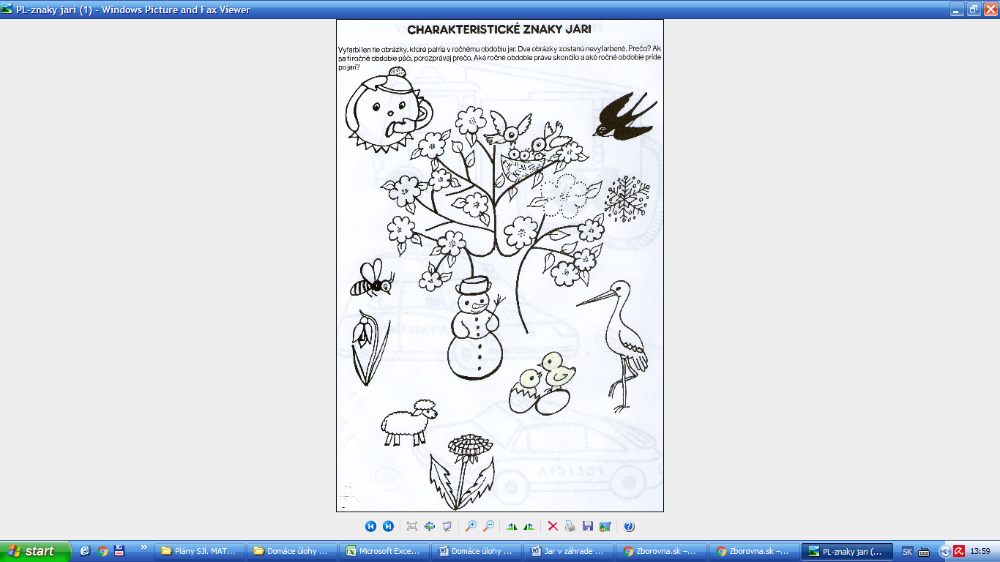 PL-znaky jari (1) - Windows Picture and Fax Viewer
CHARAKTERISTICKÉ ZNAKY JARI
Vyfarbi len tie obrázky, ktoré patria v ročnému obdobiu jar. Dva obrázky zostanú nevyfarbené. Prečo? Ak
sa ti ročné obdobie páči, porozprávaj prečo. Aké ročné obdobie práve skončilo a aké ročné obdobie príde
po jari?
POLÍCIA
start
Plány SJl. MAT...
Domáce úlohy ...
Microsoft Exce...
Domáce úlohy ...
Jar v záhrade ...
Zborovna.sk –...
Zborovna.sk –...
PL-znaky jari (...
SK
13:59